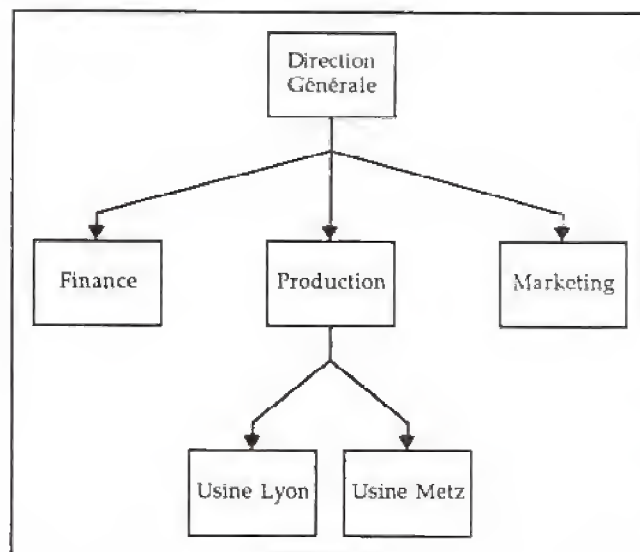 Direction
Générale
Finance
Production
Marketing
Usine Lyon
Usine Metz